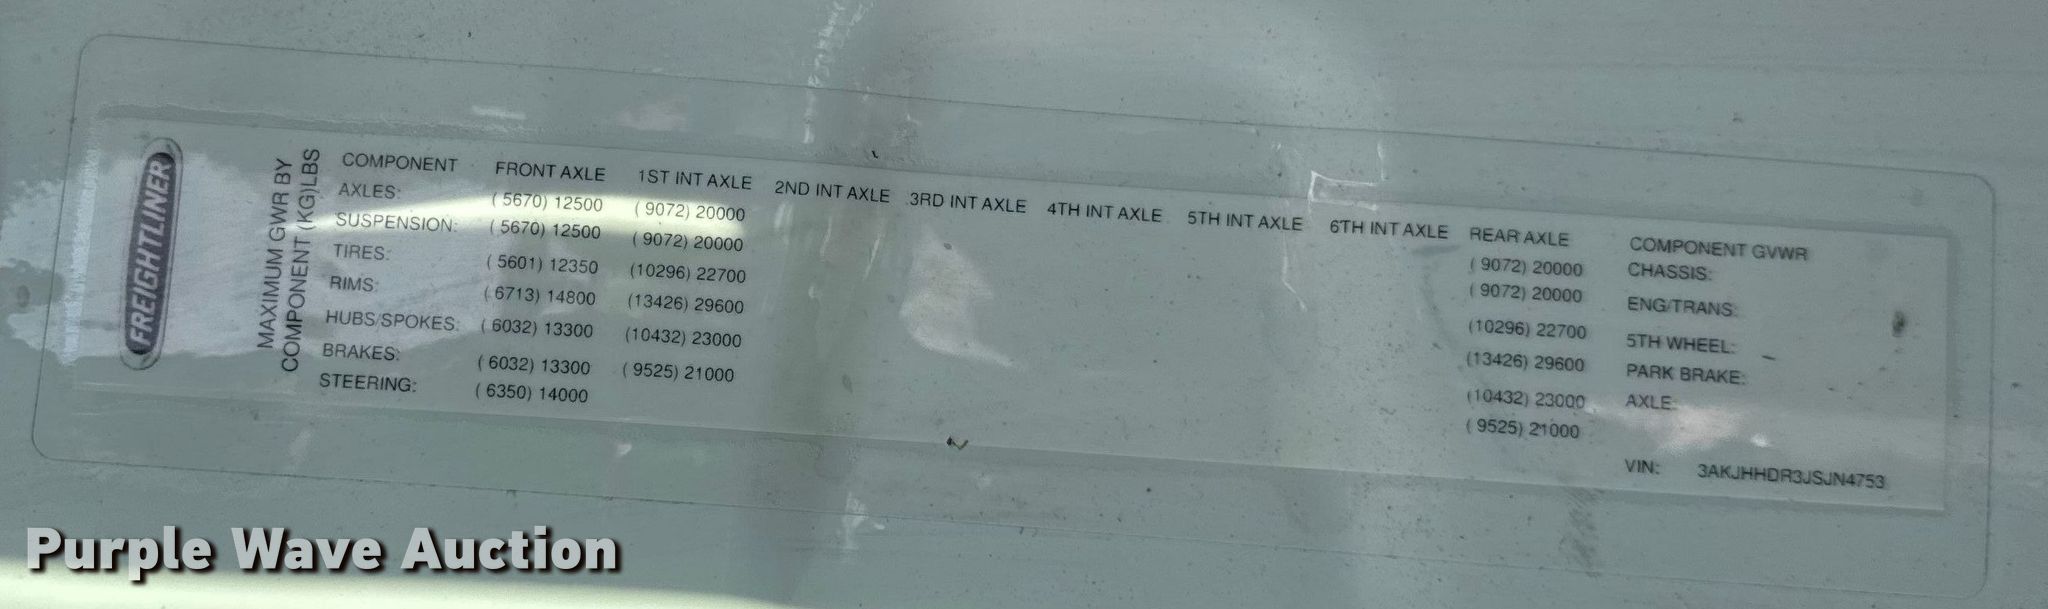 FREIGHTLINER
MAXIMUM GWR BY
COMPONENT (KG)LBS
COMPONENT FRONT AXLE 1ST INT AXLE 2ND INT AXLE 3RD INT AXLE 4TH INT AXLE 5TH INT AXLE 6TH INT AXLE REAR AXLE COMPONENT GVWR
AXLES: ( 5670) 12500 ( 9072) 20000 ( 9072) 20000 CHASSIS:
SUSPENSION: ( 5670) 12500 ( 9072) 20000 ( 9072) 20000 ENG/TRANS:
TIRES: ( 5601) 12350 (10296) 22700 (10296) 22700 5TH WHEEL:
RIMS: ( 6713) 14800 (13426) 29600 (13426) 29600 PARK BRAKE:
HUBS/SPOKES: ( 6032) 13300 (10432) 23000 (10432) 23000 AXLE:
BRAKES: ( 6032) 13300 ( 9525) 21000 ( 9525) 21000
STEERING: ( 6350) 14000
VIN: 3AKJHHDR3JSJN4753
Purple Wave Auction